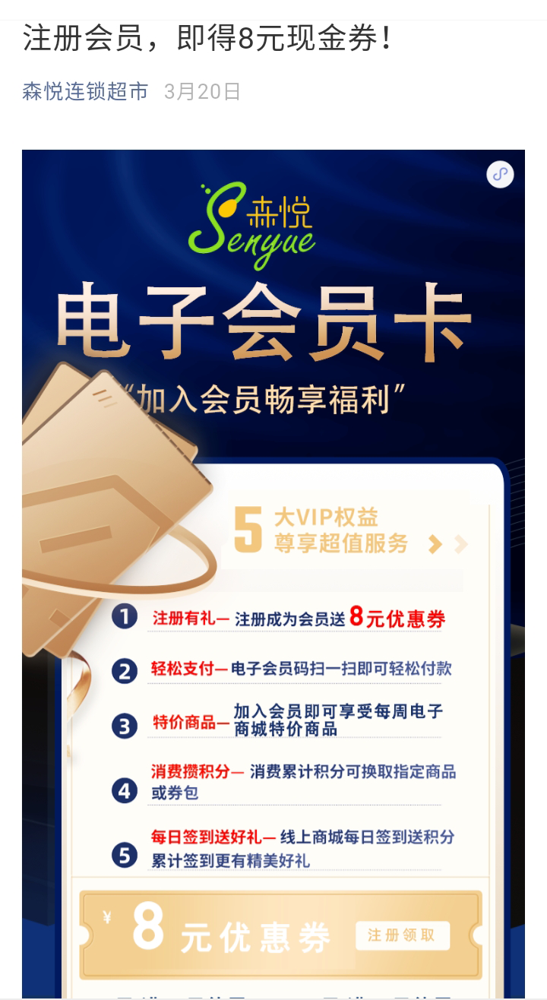 注册会员，即得8元现金券！
森悦连锁超市 3月20日
森悦
Senyue
电子会员卡
“加入会员畅享福利”
5 大VIP权益
尊享超值服务
1 注册有礼— 注册成为会员送8元优惠券
2 轻松支付— 电子会员码扫一扫即可轻松付款
3 特价商品— 加入会员即可享受每周电子
商城特价商品
4 消费攒积分— 消费累计积分可换取指定商品
或券包
5 每日签到送好礼— 线上商城每日签到送积分
累计签到更有精美好礼
¥ 8元优惠券 注册领取